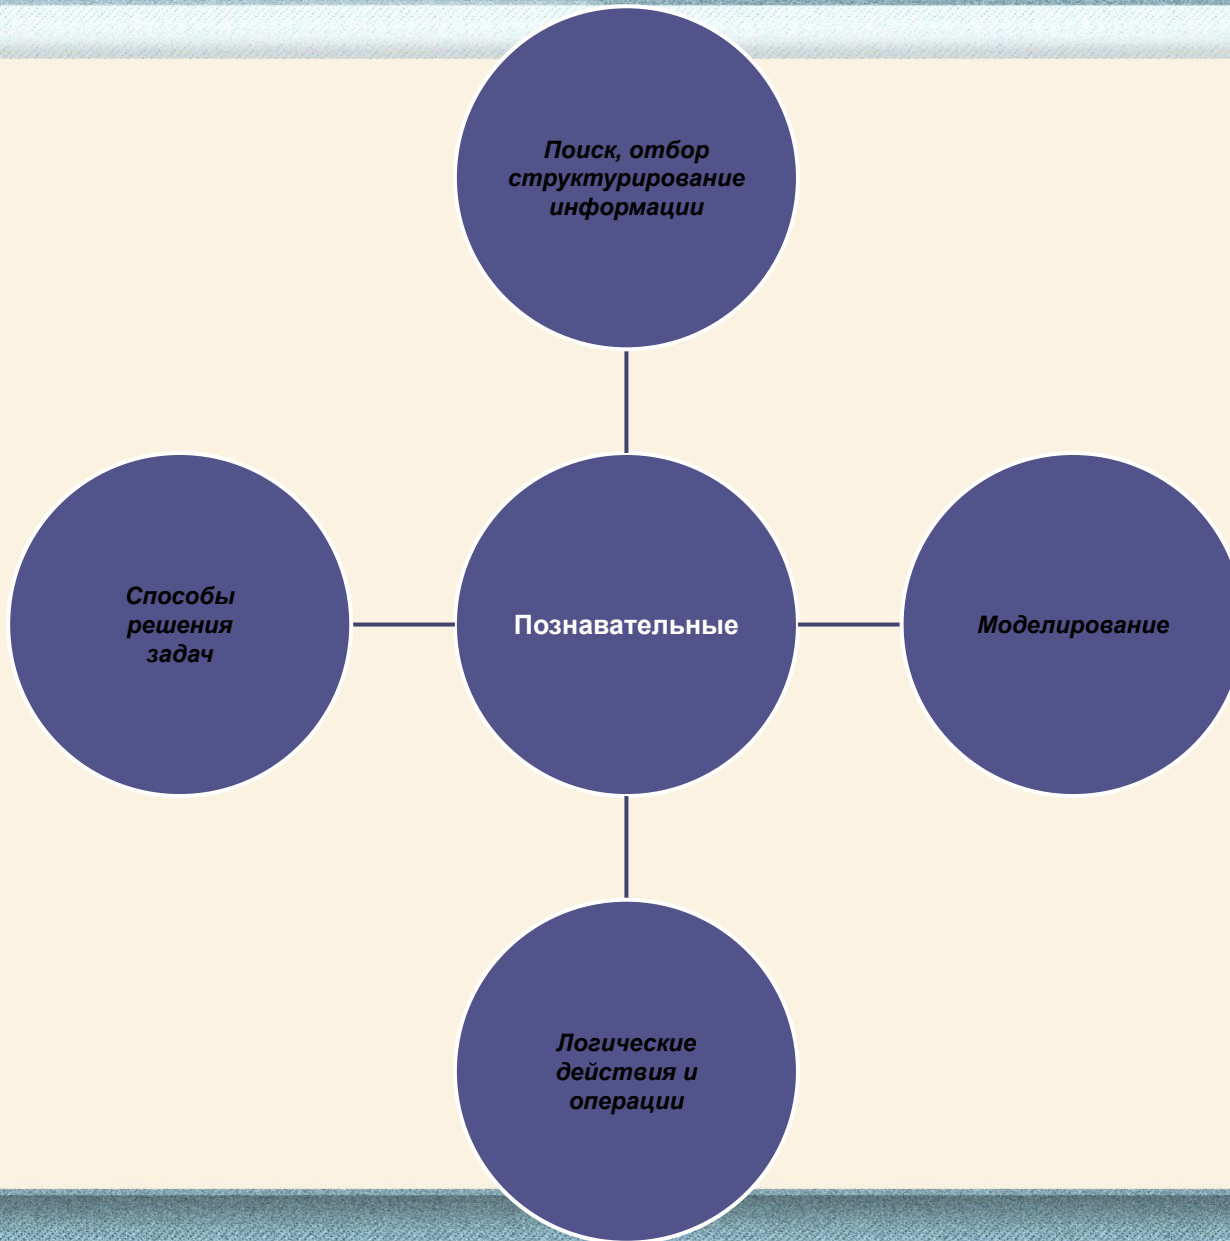 Поиск, отбор
структурирование
информации
Способы
решения
задач
Познавательные
Моделирование
Логические
действия и
операции